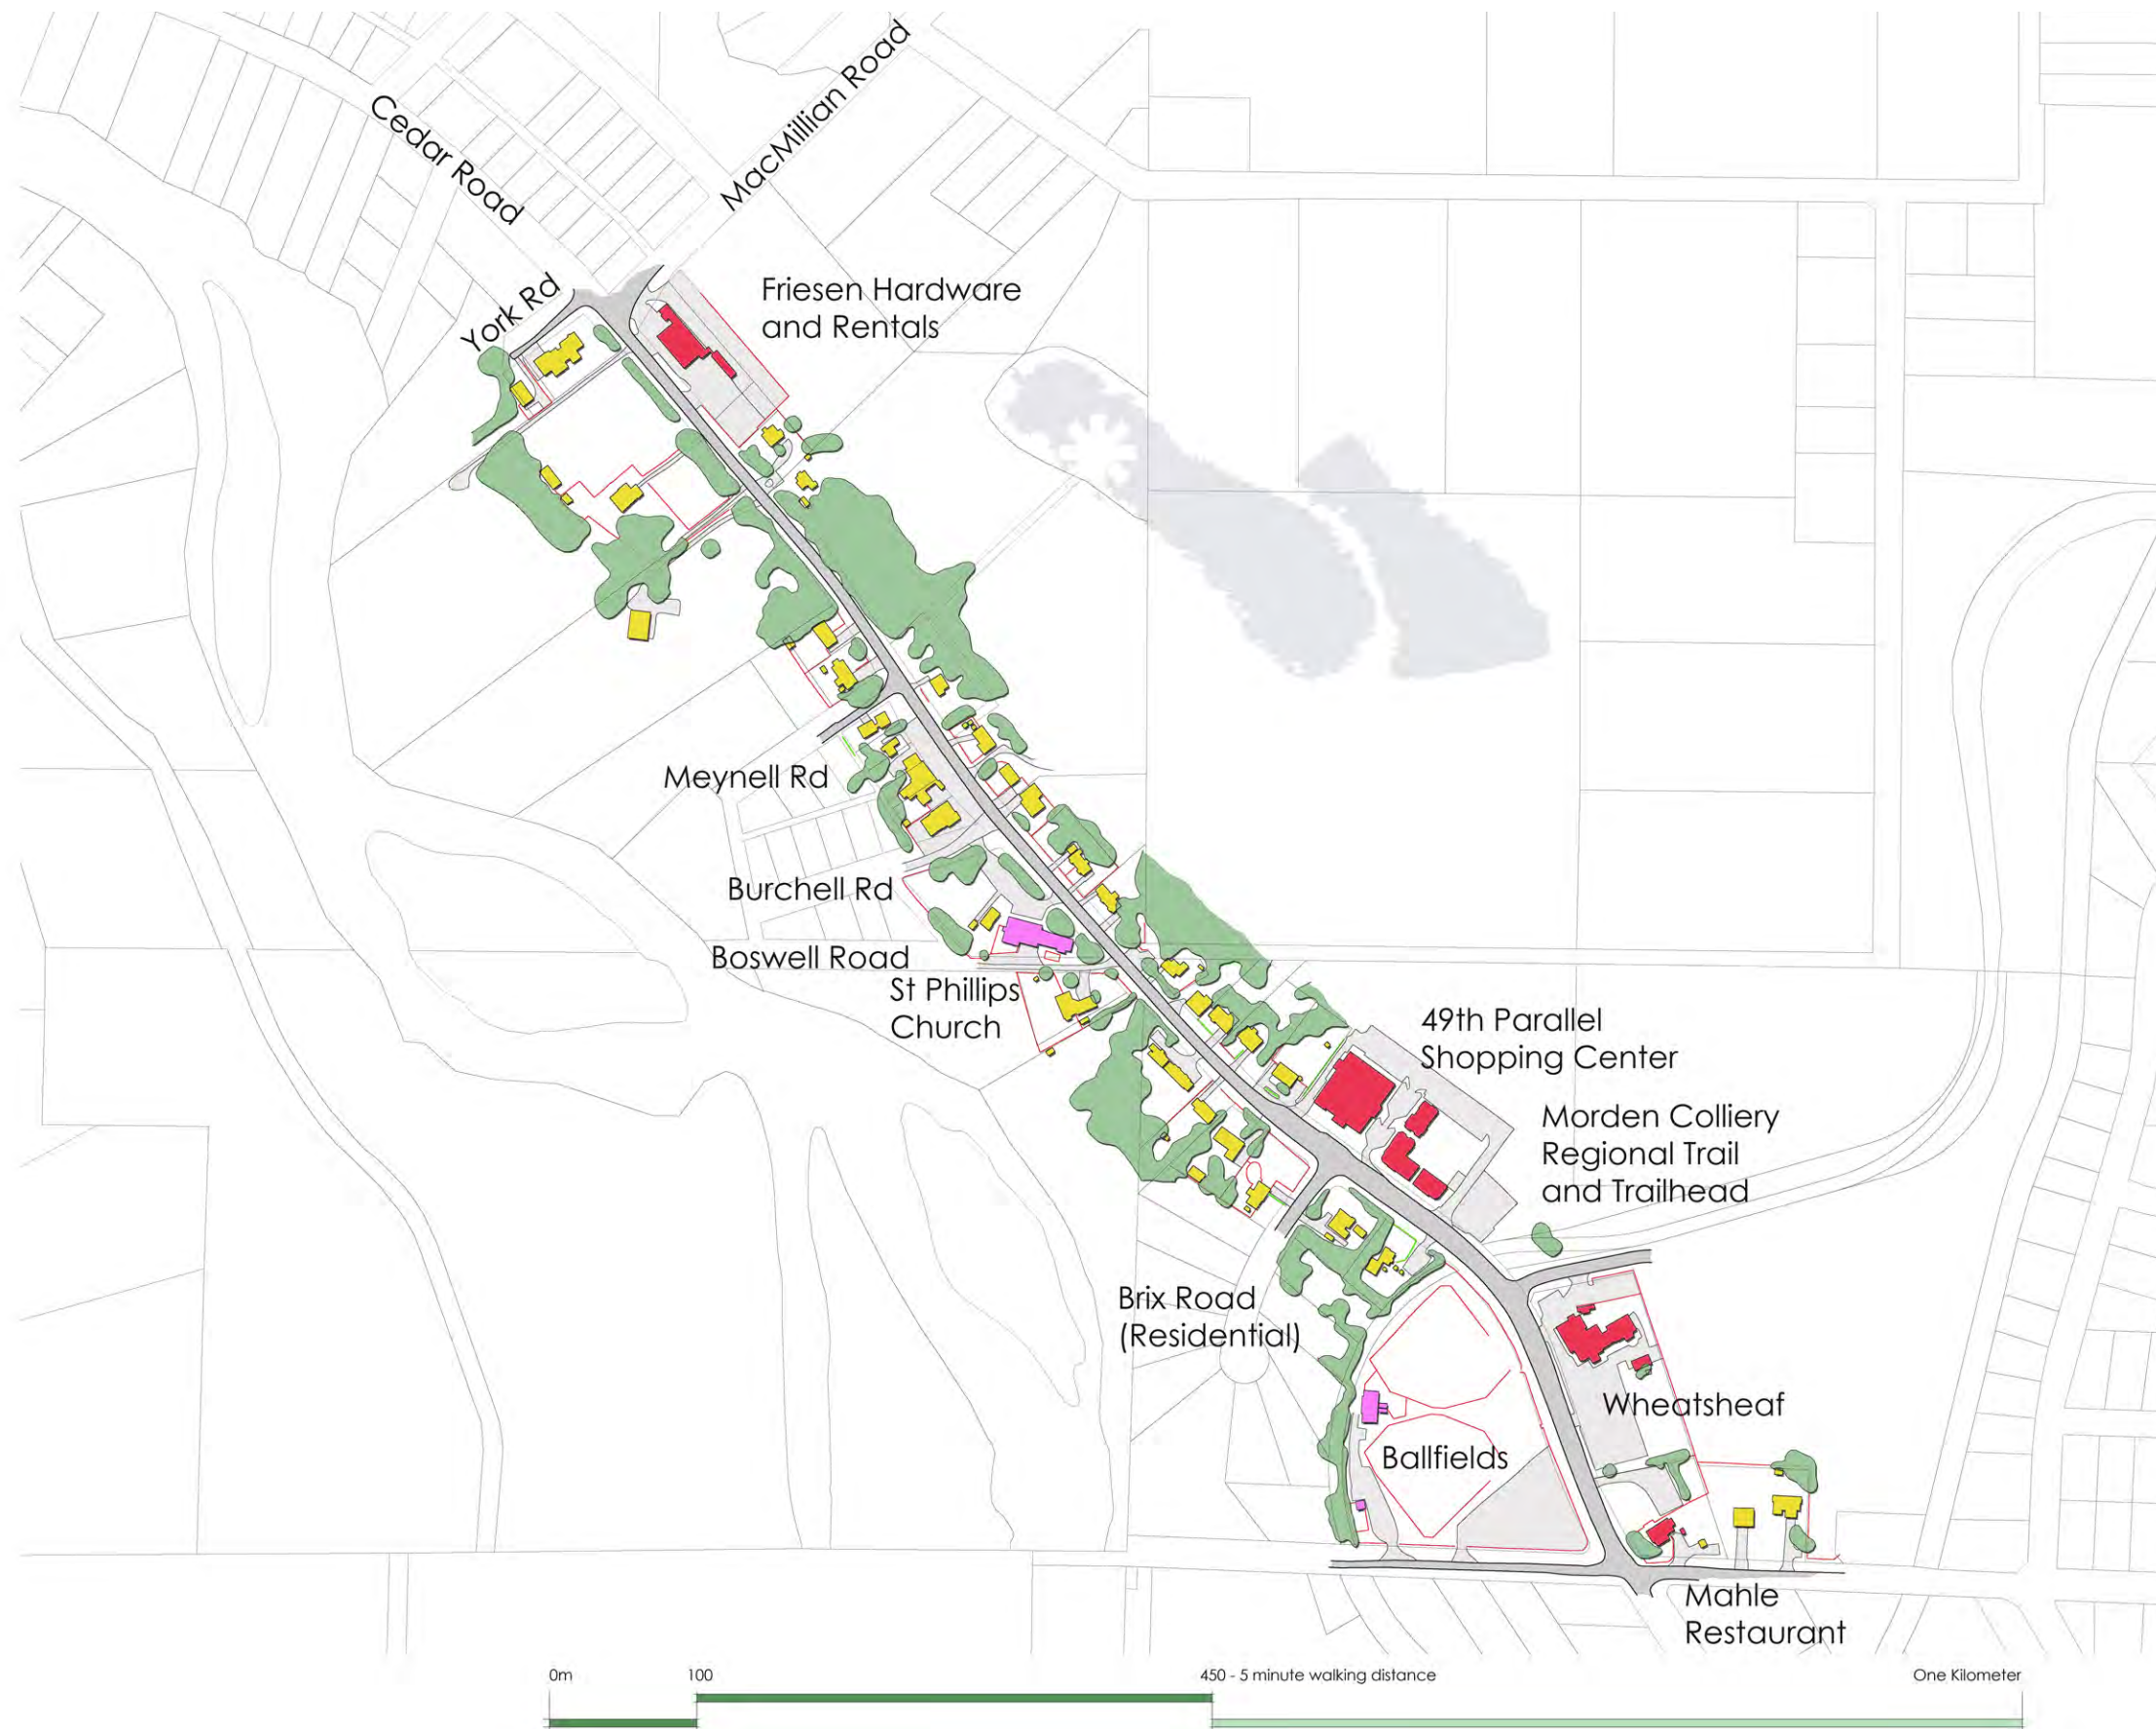 Cedar Road
MacMillian Road
York Rd
Friesen Hardware
and Rentals
Meynell Rd
Burchell Rd
Boswell Road
St Phillips
Church
49th Parallel
Shopping Center
Morden Colliery
Regional Trail
and Trailhead
Brix Road
(Residential)
Wheatsheaf
Ballfields
Mahle
Restaurant
0m
100
450 - 5 minute walking distance
One Kilometer